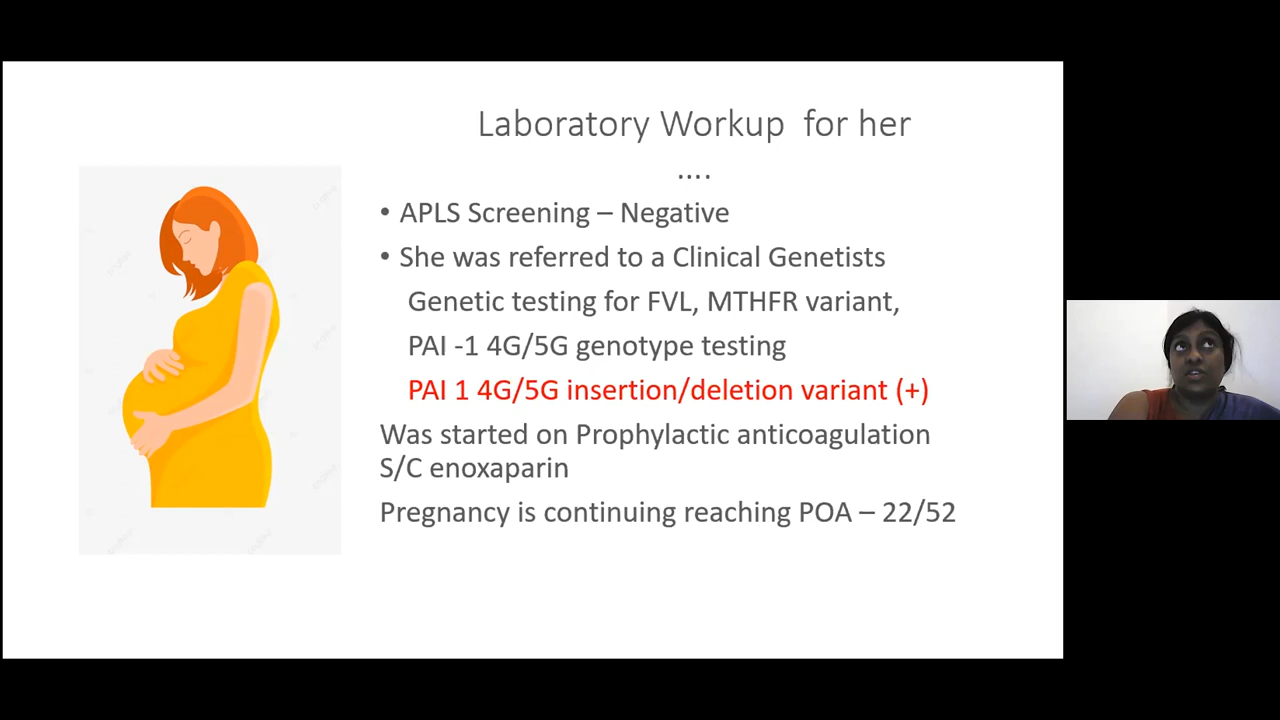 Laboratory Workup for her
....
• APLS Screening – Negative
• She was referred to a Clinical Genetists
Genetic testing for FVL, MTHFR variant,
PAI -1 4G/5G genotype testing
PAI 1 4G/5G insertion/deletion variant (+)
Was started on Prophylactic anticoagulation
S/C enoxaparin
Pregnancy is continuing reaching POA – 22/52